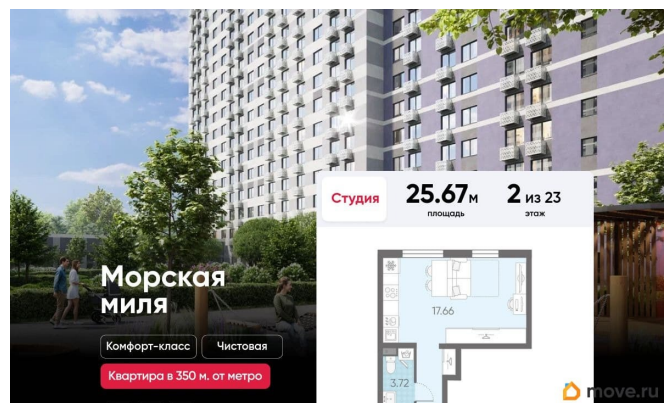 Студия
25.67 м
площадь
2 из 23
этаж
Морская
миля
Комфорт-класс
Чистовая
Квартира в 350 м. от метро
17.66
3.72
move.ru